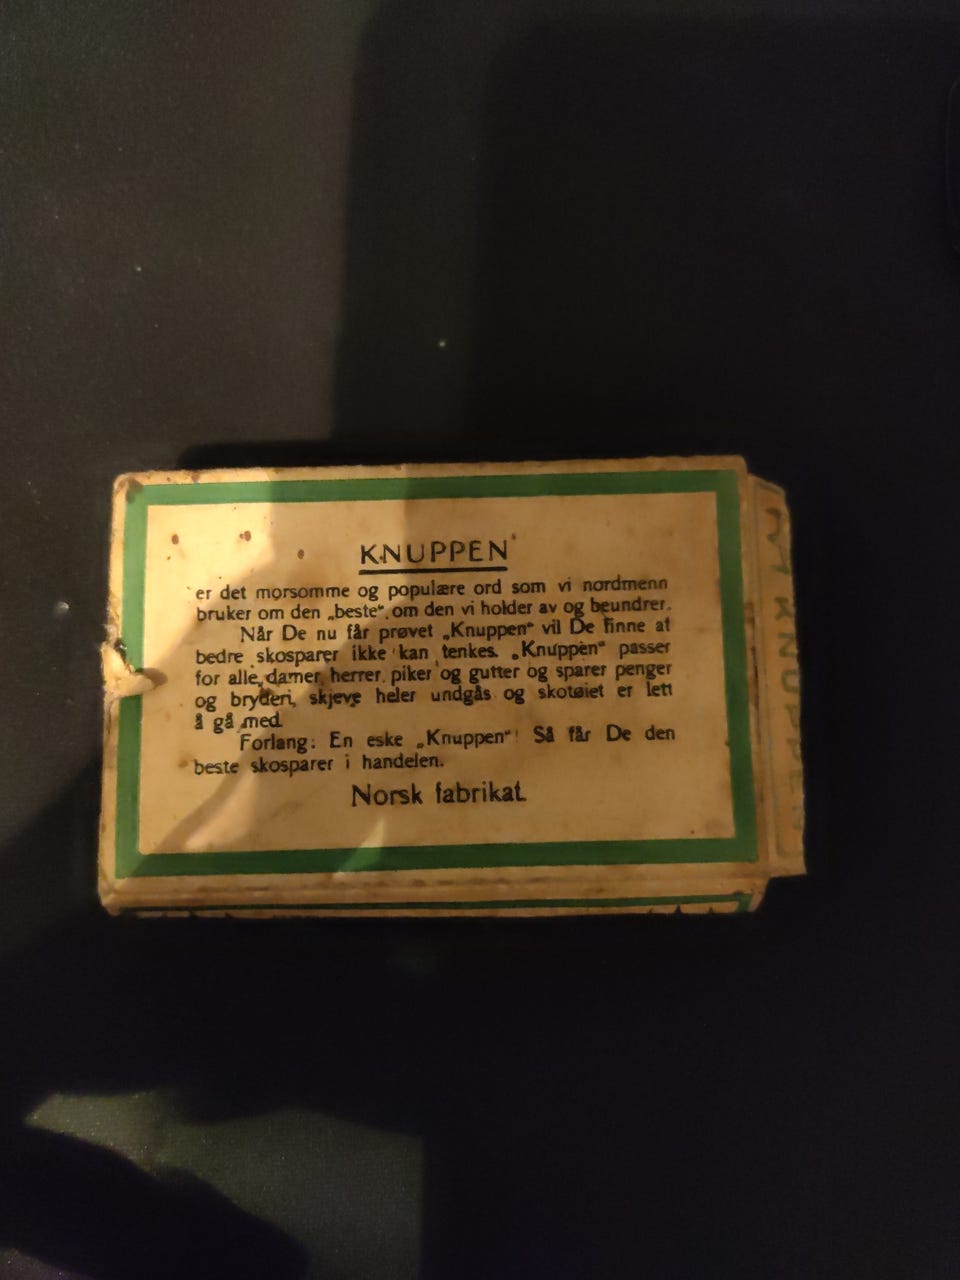 KNUPPEN
er det morsomme og populære ord som vi nordmenn
bruker om den „beste“, om den vi holder av og beundrer.
Når De nu får prøvet „Knuppen“ vil De finne at
bedre skosparer ikke kan tenkes. „Knuppen“ passer
for alle, damer, herrer, piker og gutter og sparer penger
og bryderi, skjeve heler undgås og skotøiet er lett
å gå med.
Forlang: En eske „Knuppen“! Så får De den
beste skosparer i handelen.
Norsk fabrikat.
KNUPPEN